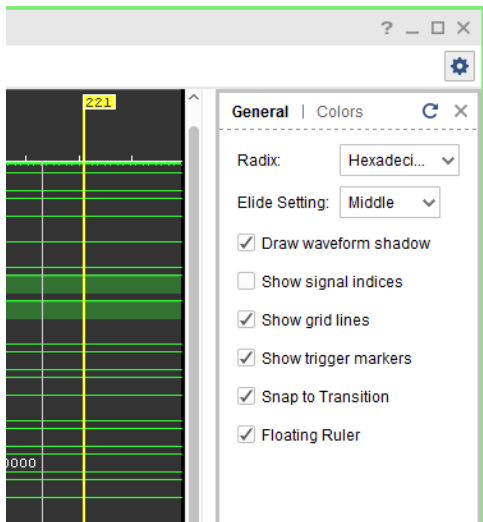 ?
221
General | Colors
Radix: Hexadeci...
Elide Setting: Middle
Draw waveform shadow
Show signal indices
Show grid lines
Show trigger markers
Snap to Transition
Floating Ruler
0000